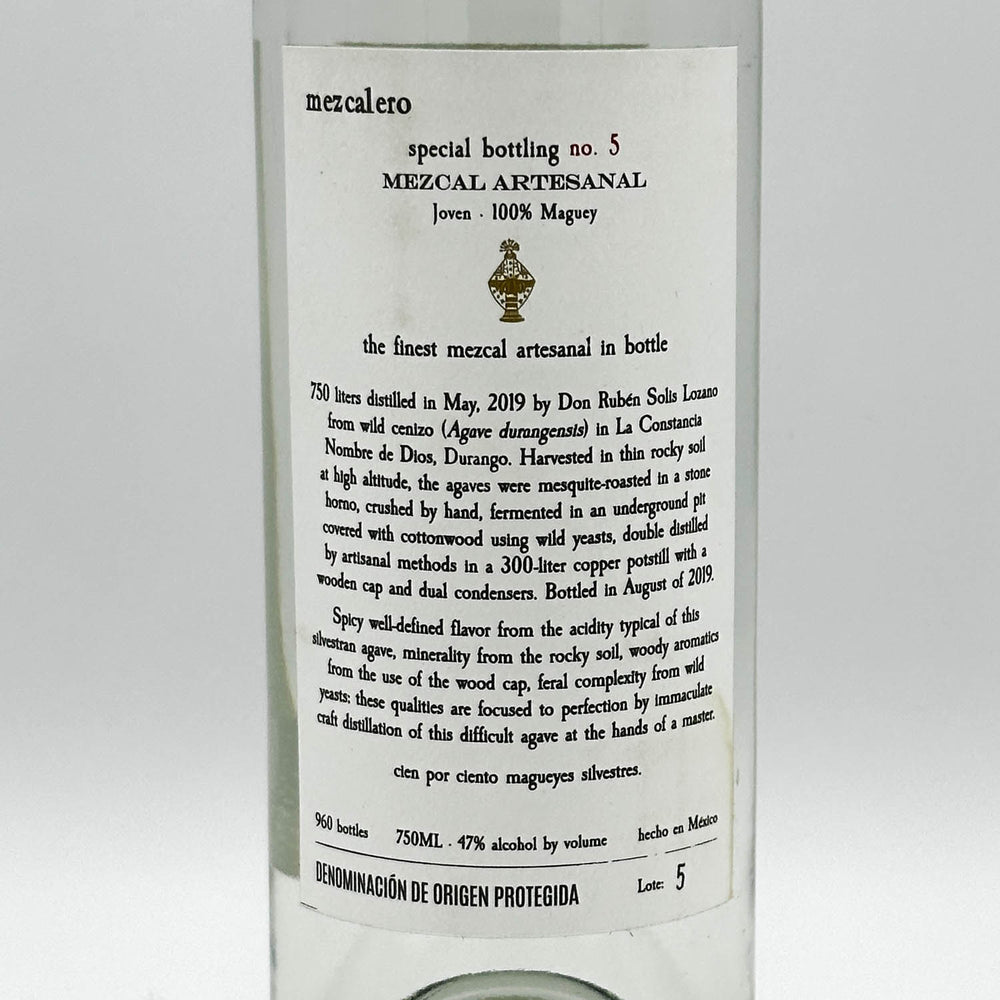 mezcalero
special bottling no. 5
MEZCAL ARTESANAL
Joven · 100% Maguey
the finest mezcal artesanal in bottle
750 liters distilled in May, 2019 by Don Rubén Solis Lozano
from wild cenizo (Agave durangensis) in La Constancia
Nombre de Dios, Durango. Harvested in thin rocky soil
at high altitude, the agaves were mesquite-roasted in a stone
horno, crushed by hand, fermented in an underground pit
covered with cottonwood using wild yeasts, double distilled
by artisanal methods in a 300-liter copper potstill with a
wooden cap and dual condensers. Bottled in August of 2019.
Spicy well-defined flavor from the acidity typical of this
silvestran agave, minerality from the rocky soil, woody aromatics
from the use of the wood cap, feral complexity from wild
yeasts: these qualities are focused to perfection by immaculate
craft distillation of this difficult agave at the hands of a master.
cien por ciento magueyes silvestres.
960 bottles 750ML · 47% alcohol by volume hecho en México
DENOMINACIÓN DE ORIGEN PROTEGIDA Lote: 5